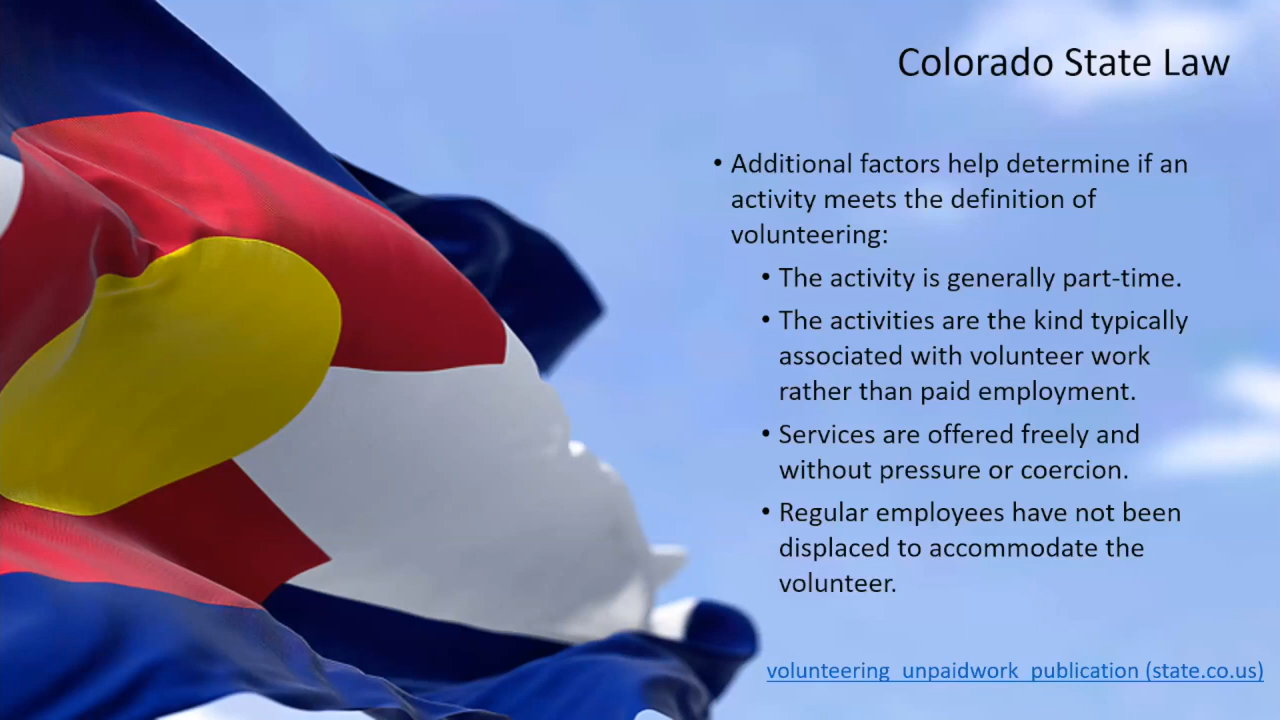 Colorado State Law
• Additional factors help determine if an
activity meets the definition of
volunteering:
• The activity is generally part-time.
• The activities are the kind typically
associated with volunteer work
rather than paid employment.
• Services are offered freely and
without pressure or coercion.
• Regular employees have not been
displaced to accommodate the
volunteer.
volunteering_unpaidwork_publication (state.co.us)